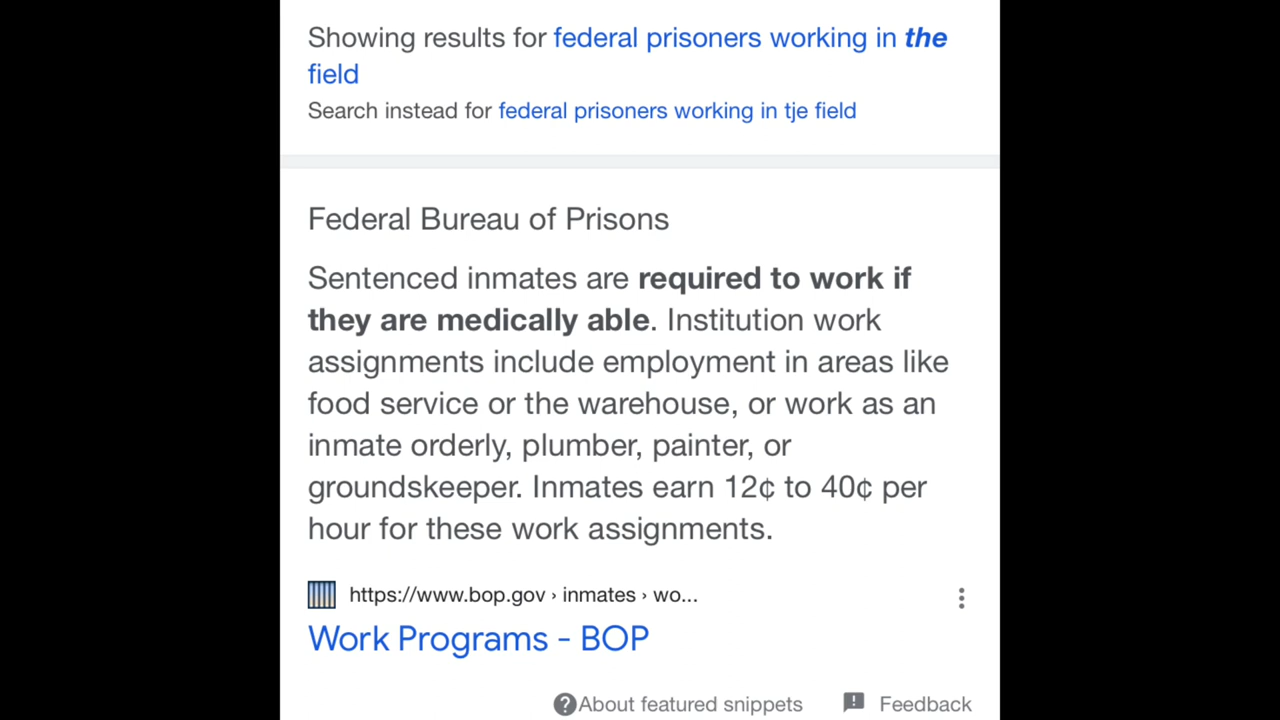 Showing results for federal prisoners working in the
field
Search instead for federal prisoners working in tje field
Federal Bureau of Prisons
Sentenced inmates are required to work if
they are medically able. Institution work
assignments include employment in areas like
food service or the warehouse, or work as an
inmate orderly, plumber, painter, or
groundskeeper. Inmates earn 12¢ to 40¢ per
hour for these work assignments.
https://www.bop.gov › inmates › wo...
Work Programs - BOP
About featured snippets Feedback